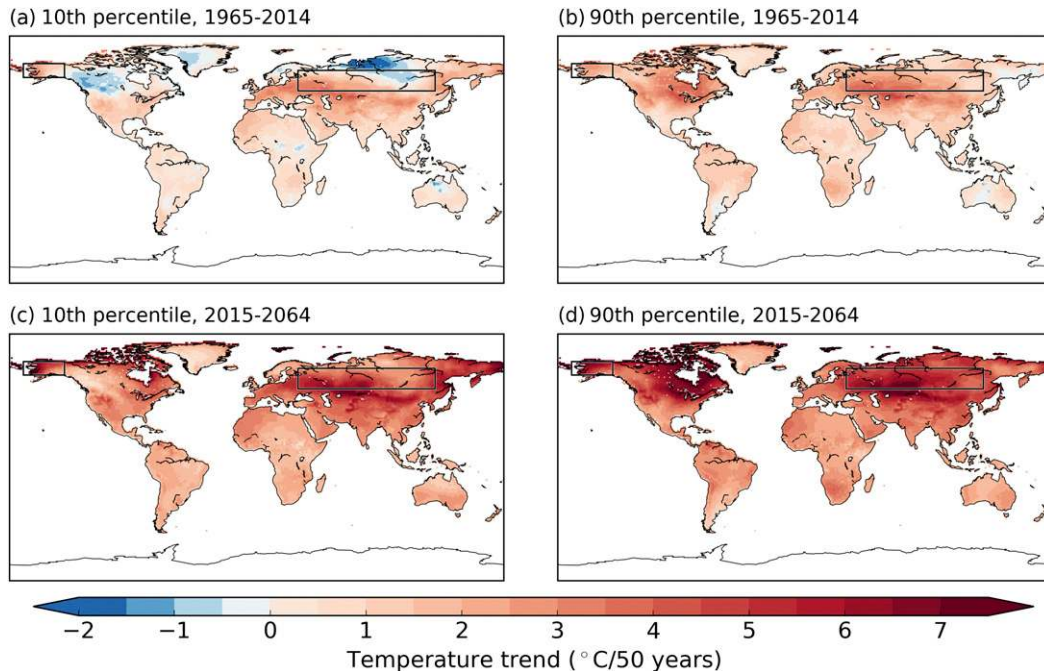 (a) 10th percentile, 1965-2014
(b) 90th percentile, 1965-2014
(c) 10th percentile, 2015-2064
(d) 90th percentile, 2015-2064
−2 −1 0 1 2 3 4 5 6 7
Temperature trend (°C/50 years)